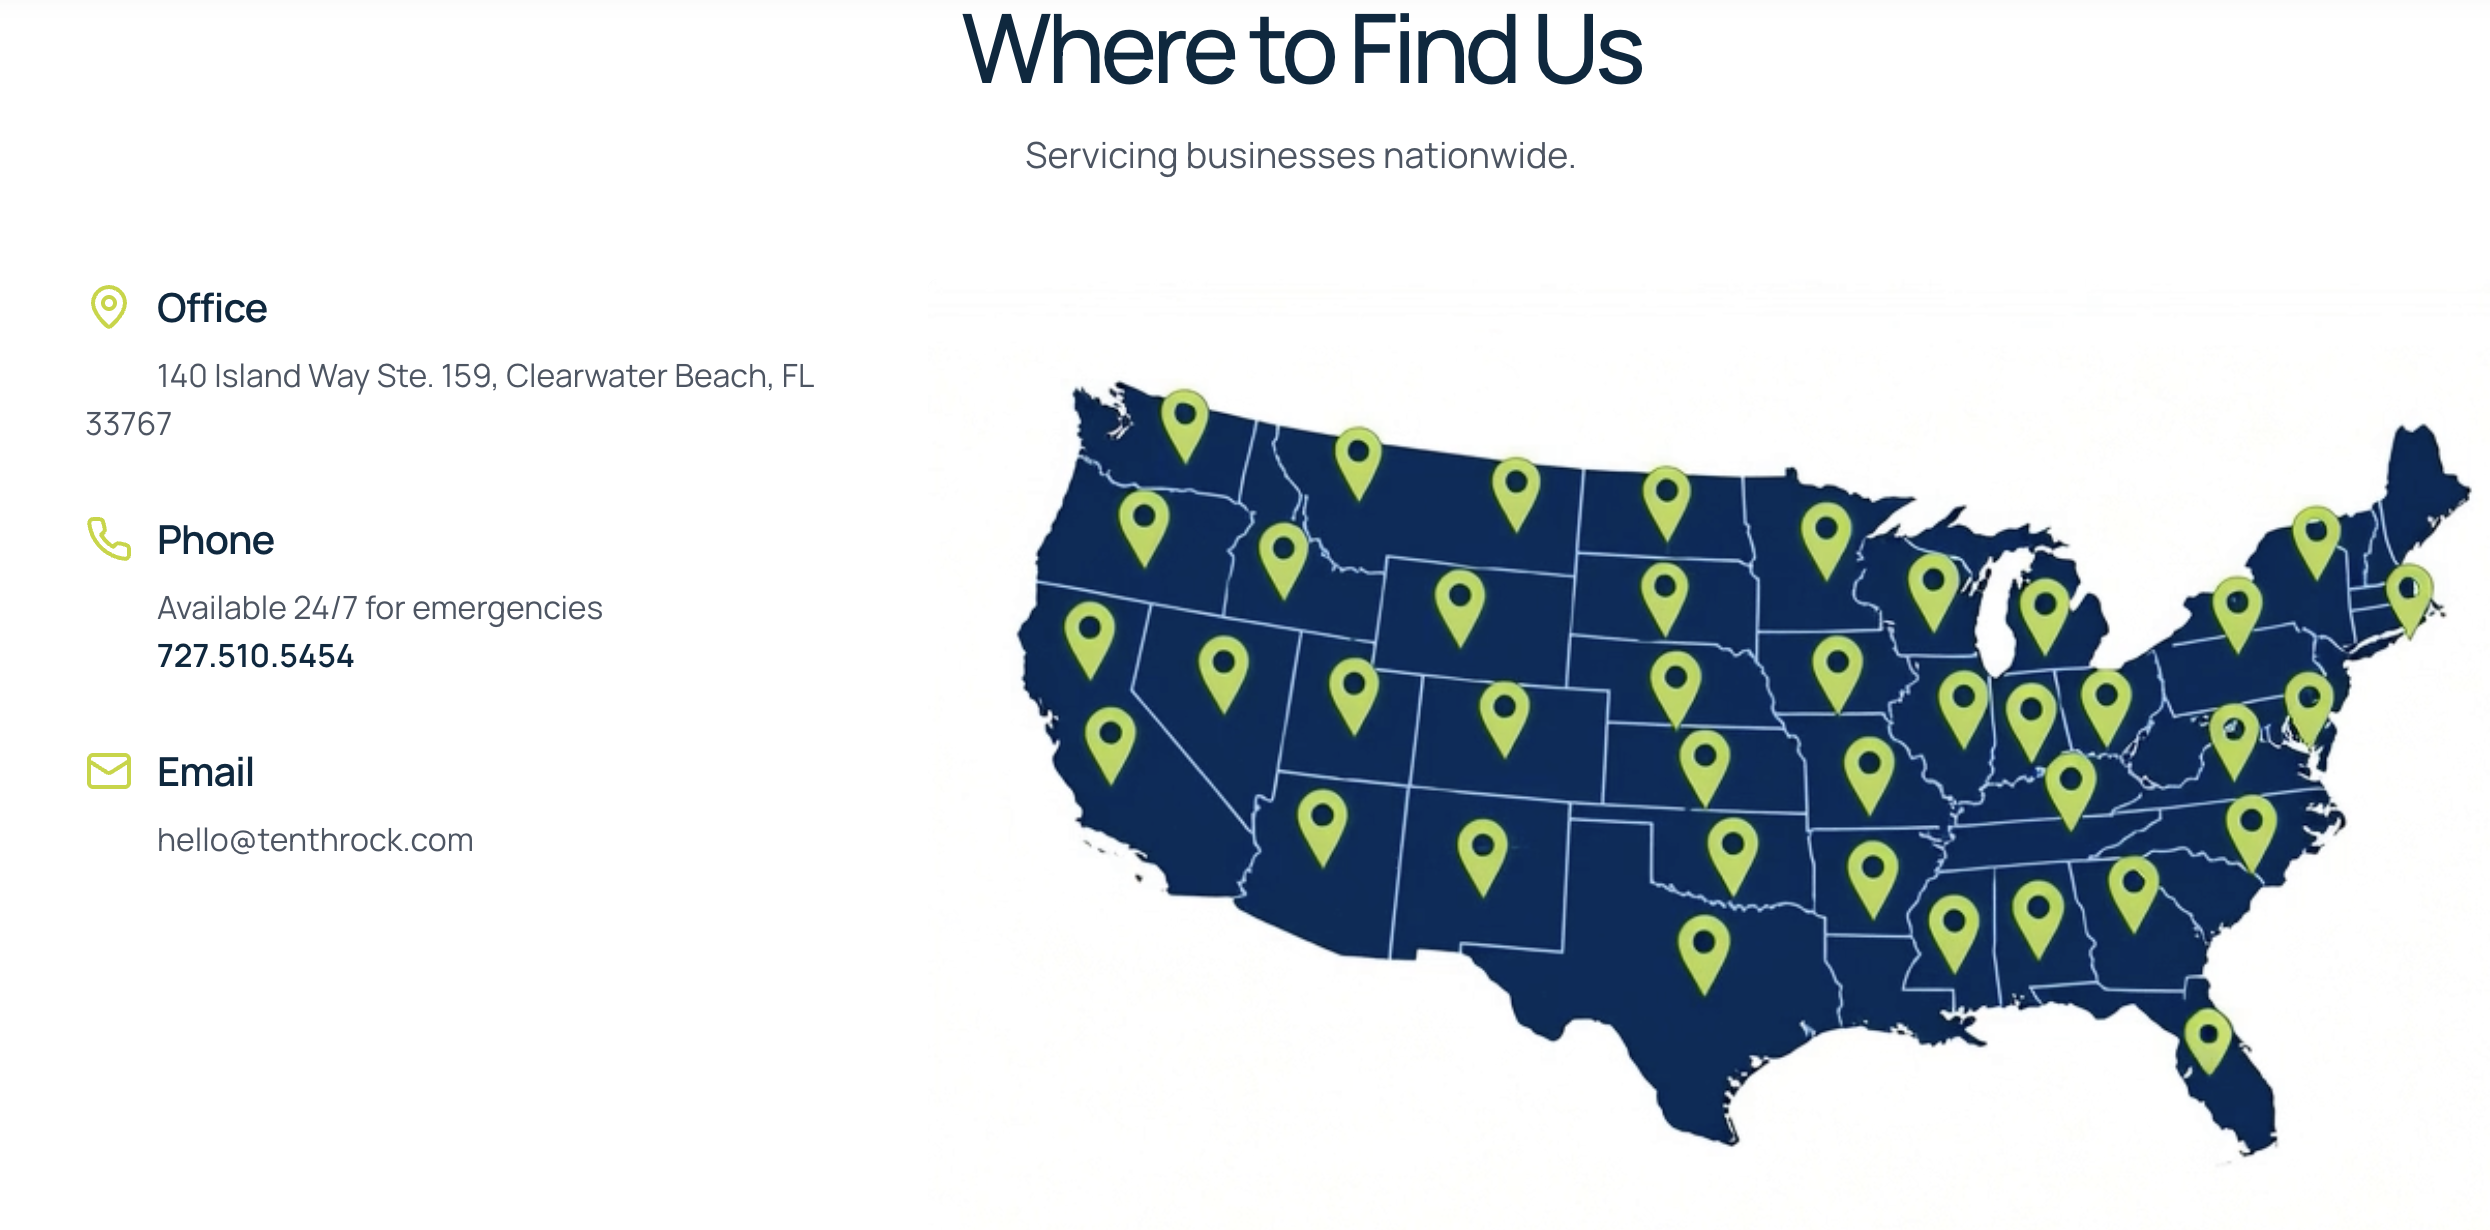 Where to Find Us
Servicing businesses nationwide.
Office
140 Island Way Ste. 159, Clearwater Beach, FL
33767
Phone
Available 24/7 for emergencies
727.510.5454
Email
hello@tenthrock.com